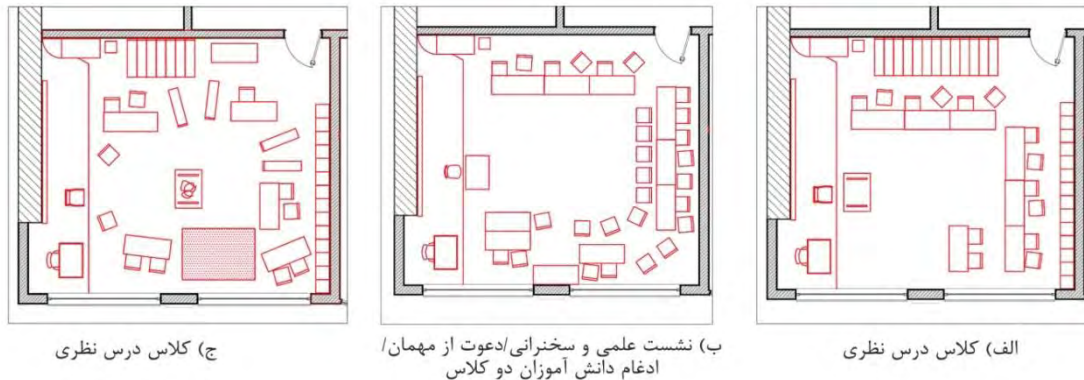 الف) کلاس درس نظری
ب) نشست علمی و سخنرانی/دعوت از مهمان/
ادغام دانش آموزان دو کلاس
ج) کلاس درس نظری